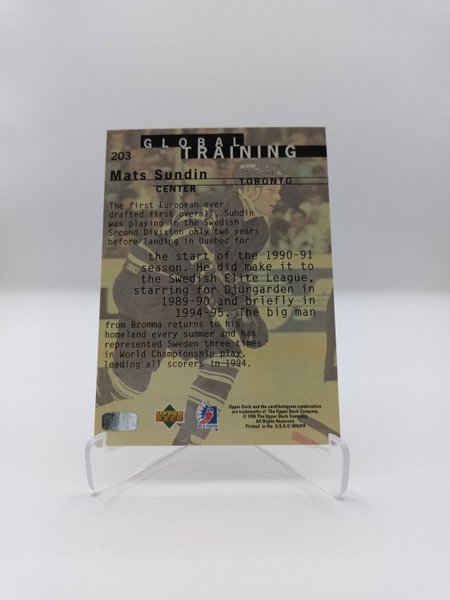 GLOBAL
203 TRAINING
Mats Sundin TORONTO
CENTER
The first European ever
drafted first overall, Sundin
was playing in the Swedish
Second Division only two years
before landing in Quebec for
the start of the 1990-91
season. He did make it to
the Swedish Elite League,
starring for Djurgarden in
1989-90 and briefly in
1994-95. The big man
from Bromma returns to his
homeland every summer and has
represented Sweden three times
in World Championship play,
leading all scorers in 1994.
Upper Deck and the card/hologram combination
are trademarks of The Upper Deck Company.
© 1996 The Upper Deck Company.
All Rights Reserved.
Printed in the U.S.A © NHLPA